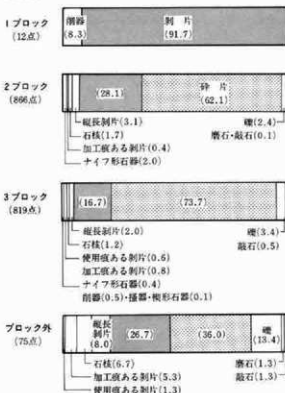 1ブロック
(12点)
削器
(8.3)
剥片
(91.7)
2ブロック
(866点)
(28.1)
砕片
(62.1)
縦長剥片(3.1)
石核(1.7)
加工痕ある剥片(0.4)
ナイフ形石器(2.0)
礫(2.4)
磨石・敲石(0.1)
3ブロック
(819点)
(16.7)
(73.7)
縦長剥片(2.0)
石核(1.2)
使用痕ある剥片(0.6)
加工痕ある剥片(0.8)
ナイフ形石器(0.4)
削器(0.5)・掻器・楔形石器(0.1)
礫(3.4)
敲石(0.5)
ブロック外
(75点)
縦長
剥片
(8.0)
(26.7)
(36.0)
礫
(13.4)
石核(6.7)
加工痕ある剥片(5.3)
使用痕ある剥片(1.3)
磨石(1.3)
敲石(1.3)